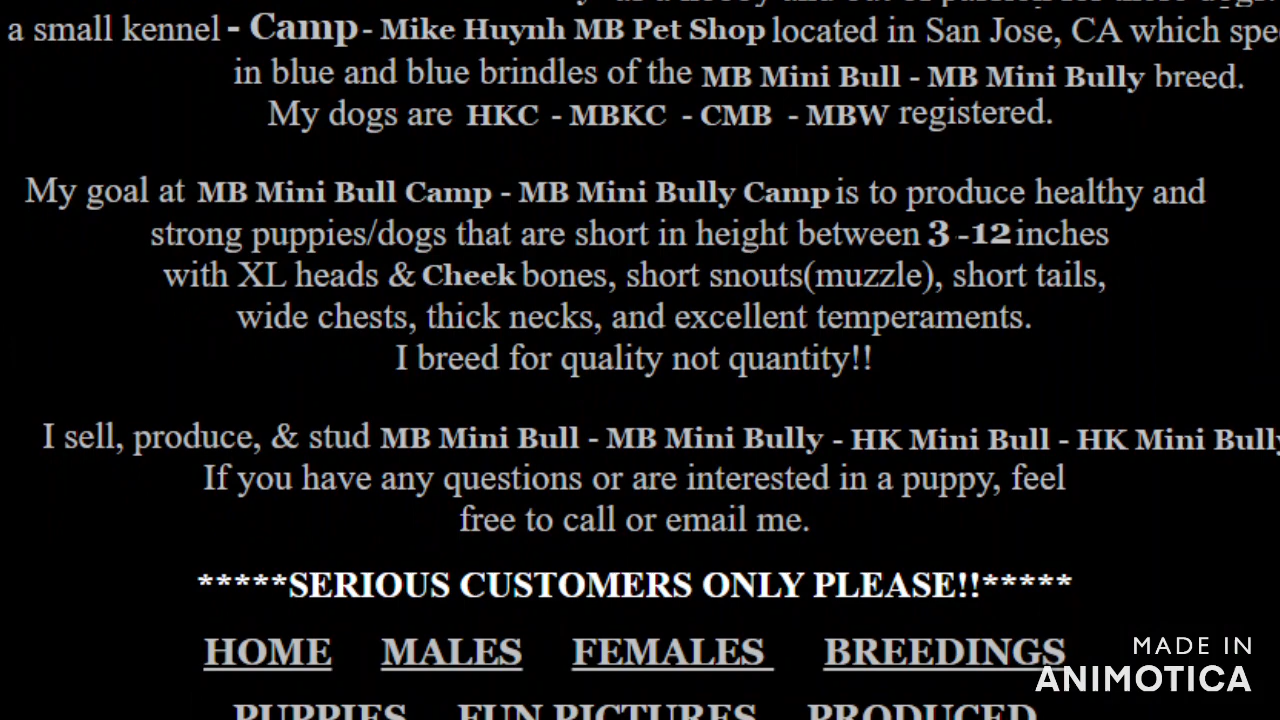 a small kennel - Camp - Mike Huynh MB Pet Shop located in San Jose, CA which spe
in blue and blue brindles of the MB Mini Bull - MB Mini Bully breed.
My dogs are HKC - MBKC - CMB - MBW registered.
My goal at MB Mini Bull Camp - MB Mini Bully Camp is to produce healthy and
strong puppies/dogs that are short in height between 3 -12 inches
with XL heads & Cheek bones, short snouts(muzzle), short tails,
wide chests, thick necks, and excellent temperaments.
I breed for quality not quantity!!
I sell, produce, & stud MB Mini Bull - MB Mini Bully - HK Mini Bull - HK Mini Bully
If you have any questions or are interested in a puppy, feel
free to call or email me.
*****SERIOUS CUSTOMERS ONLY PLEASE!!*****
HOME MALES FEMALES BREEDINGS
PUPPIES FUN PICTURES PRODUCED
MADE IN
ANIMOTICA